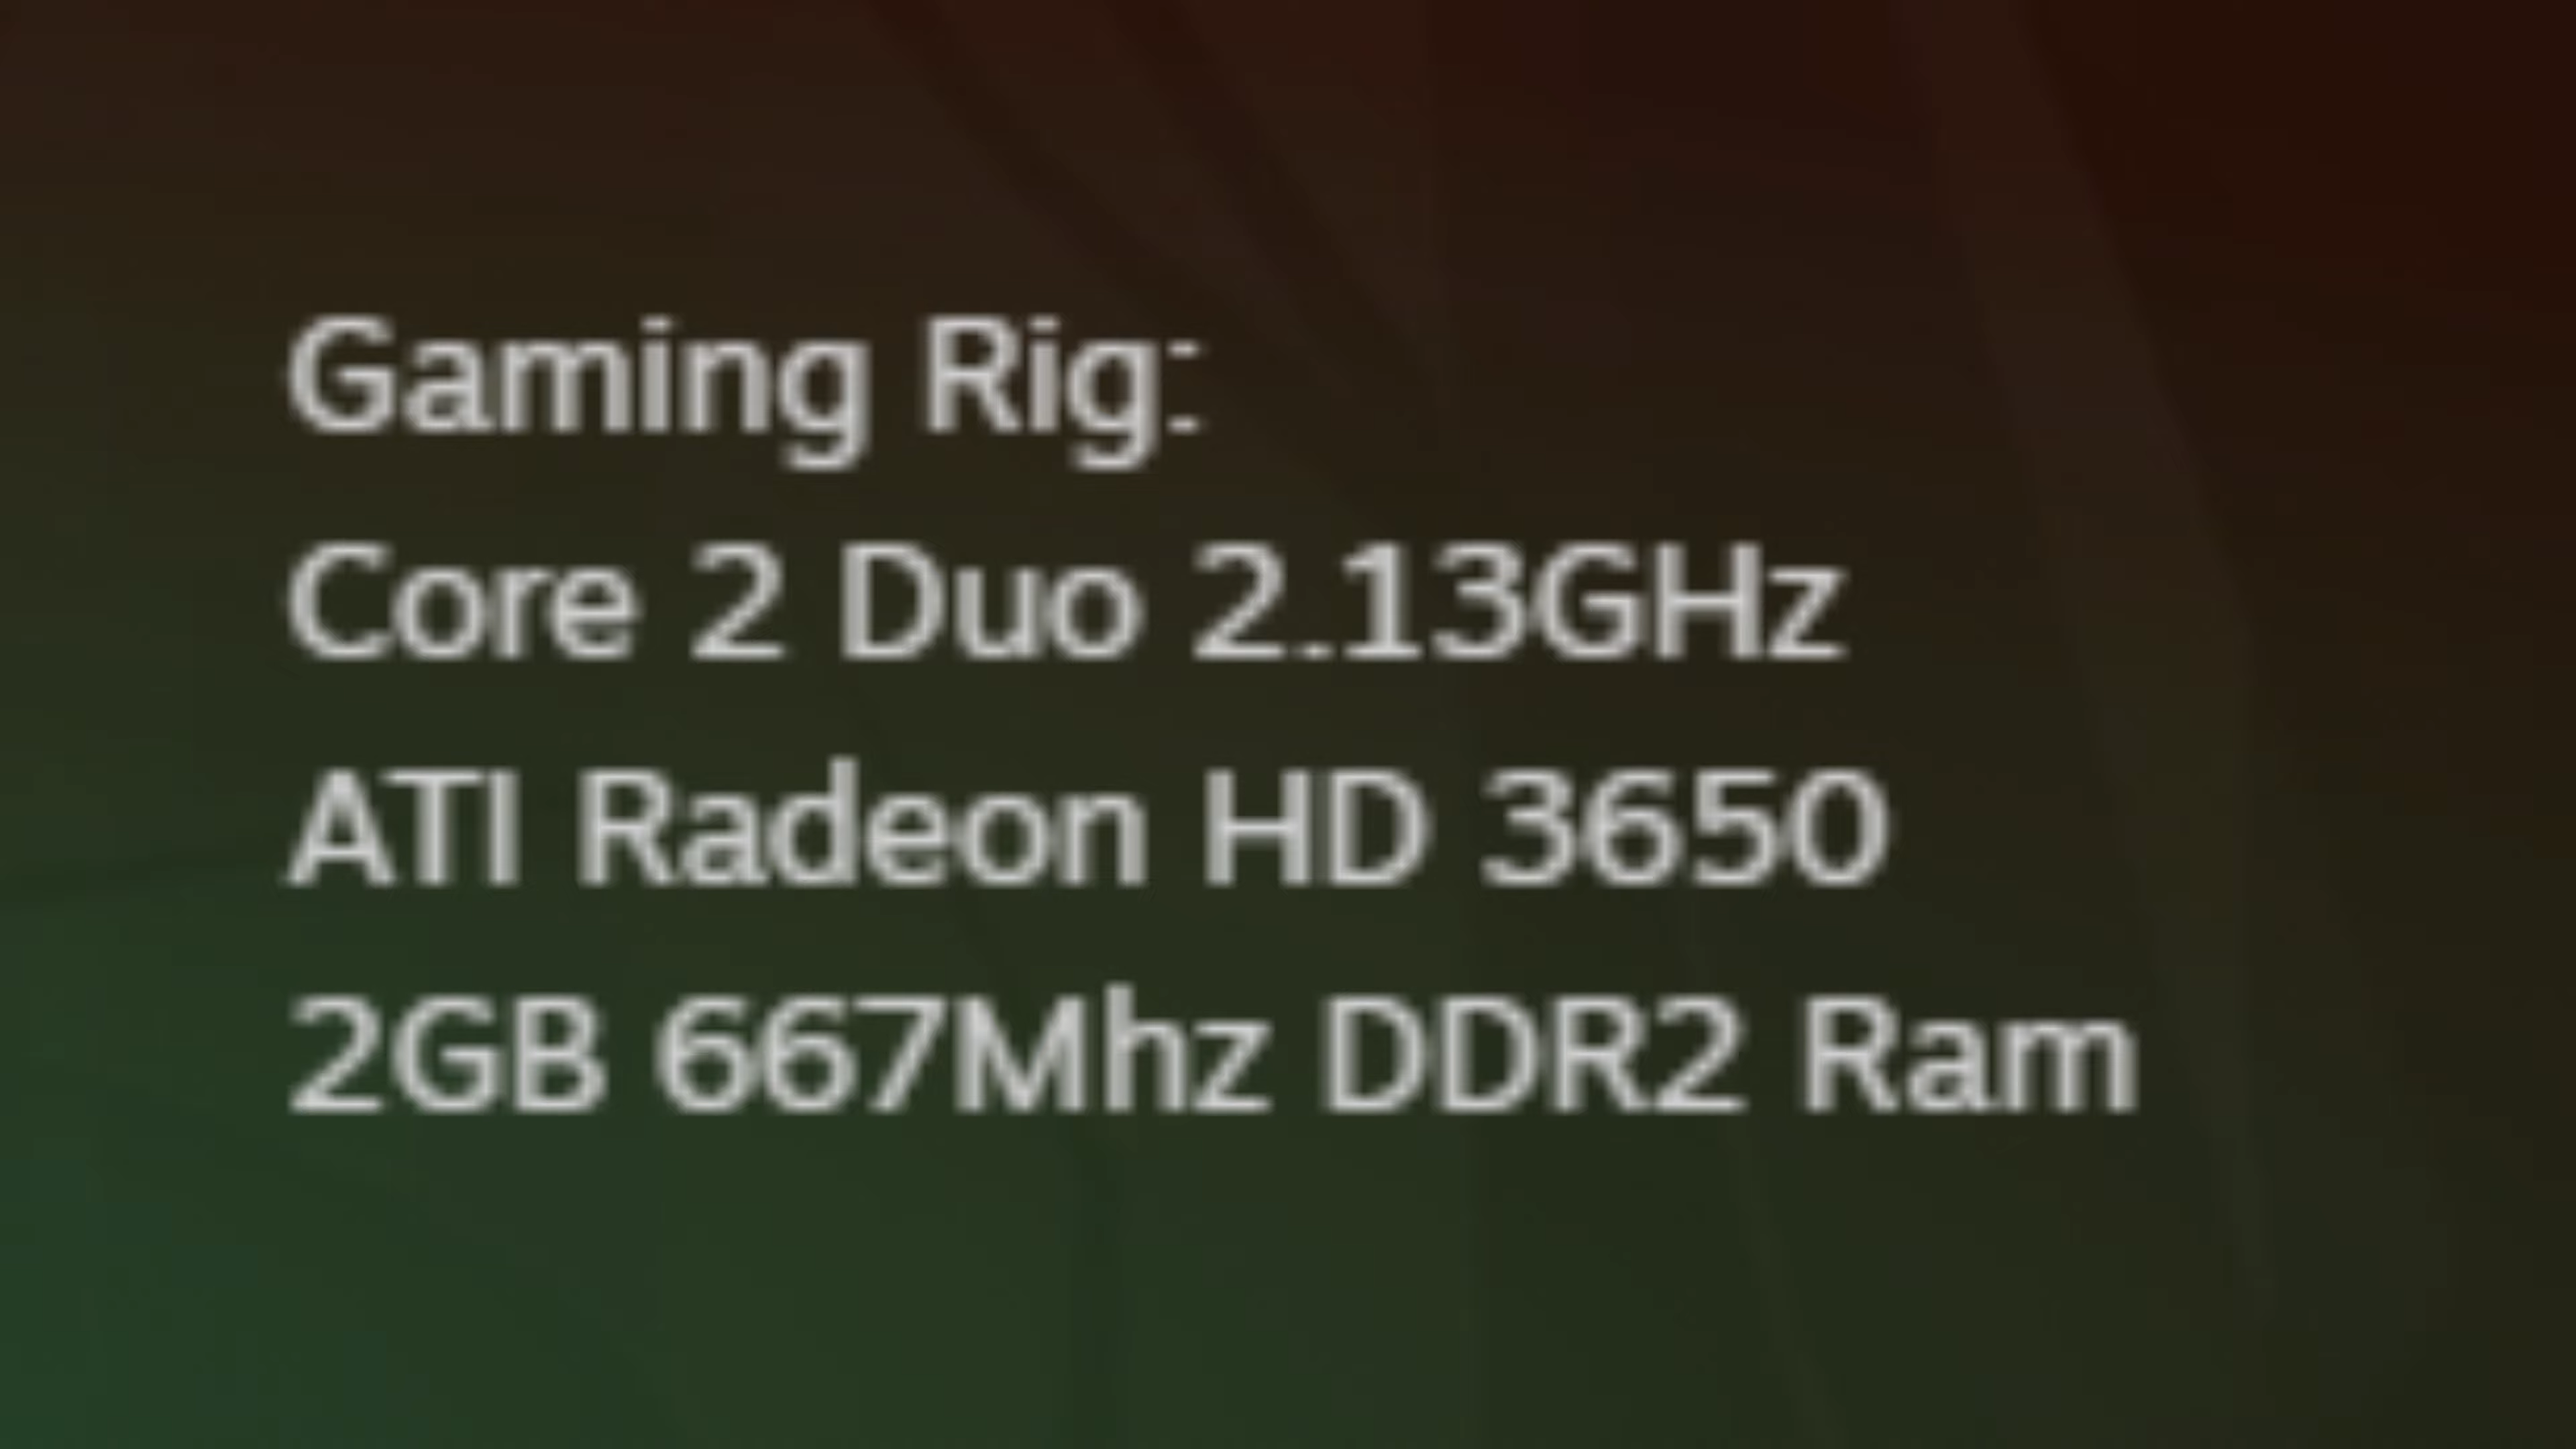 Gaming Rig:
Core 2 Duo 2.13GHz
ATI Radeon HD 3650
2GB 667Mhz DDR2 Ram